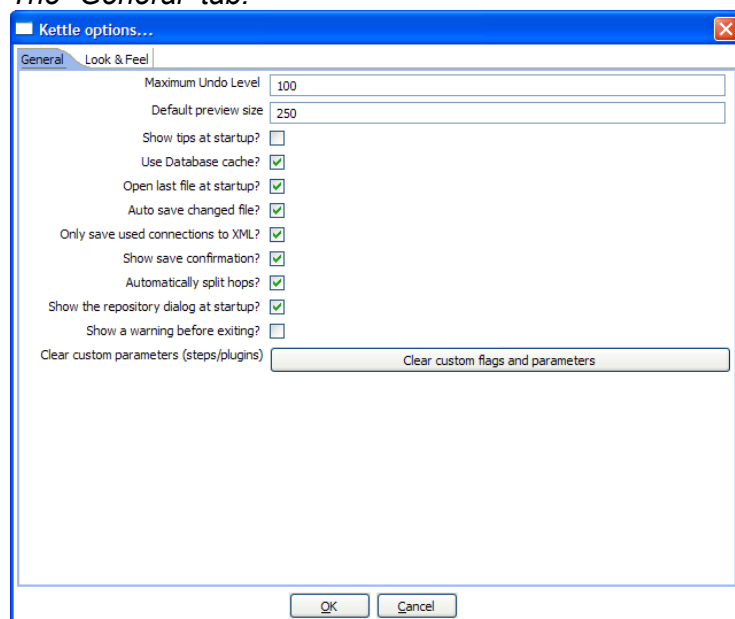 The "General" tab:
Kettle options...
General Look & Feel
Maximum Undo Level 100
Default preview size 250
Show tips at startup?
Use Database cache?
Open last file at startup?
Auto save changed file?
Only save used connections to XML?
Show save confirmation?
Automatically split hops?
Show the repository dialog at startup?
Show a warning before exiting?
Clear custom parameters (steps/plugins) Clear custom flags and parameters
OK Cancel